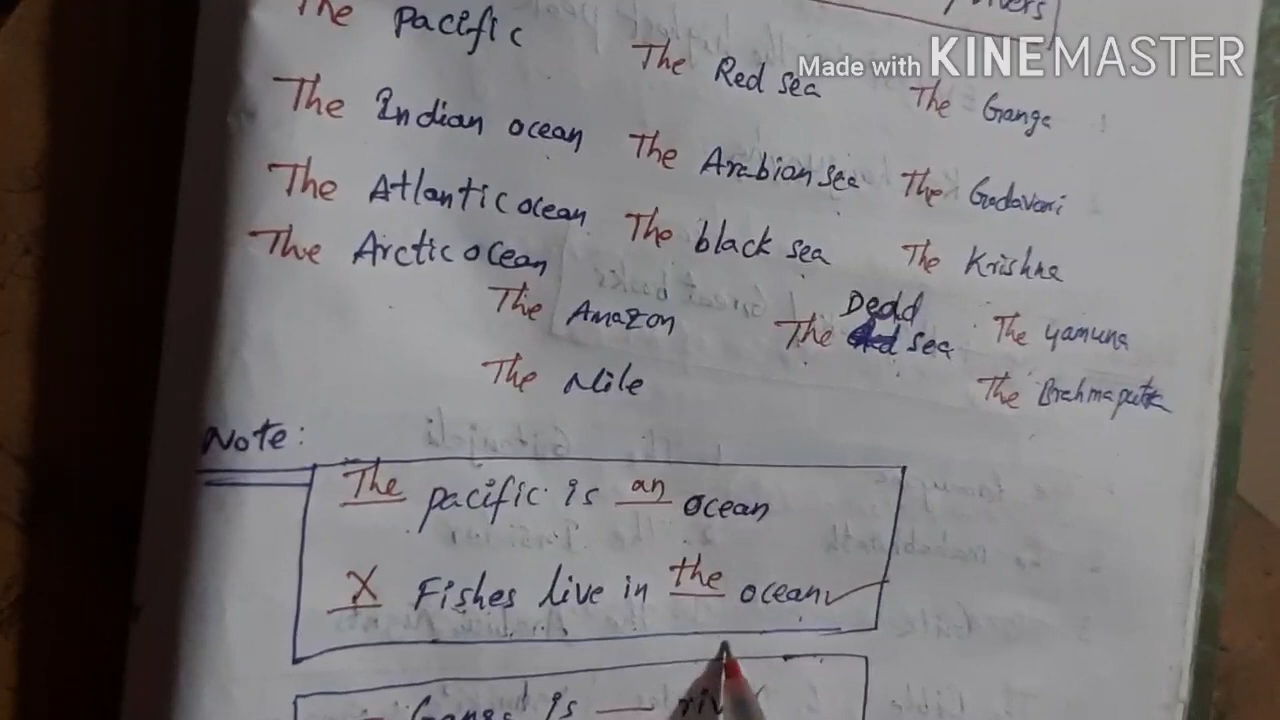 The Pacific
The Indian ocean
The Atlantic ocean
The Arctic ocean
The Red sea
The Arabian sea
The black sea
The Dead sea
The Amazon
The Nile
The Ganga
The Godavari
The Krishna
The yamuna
The Brahmaputra
Made with KINEMASTER
Note:
The pacific is an ocean
X Fishes live in the ocean
is